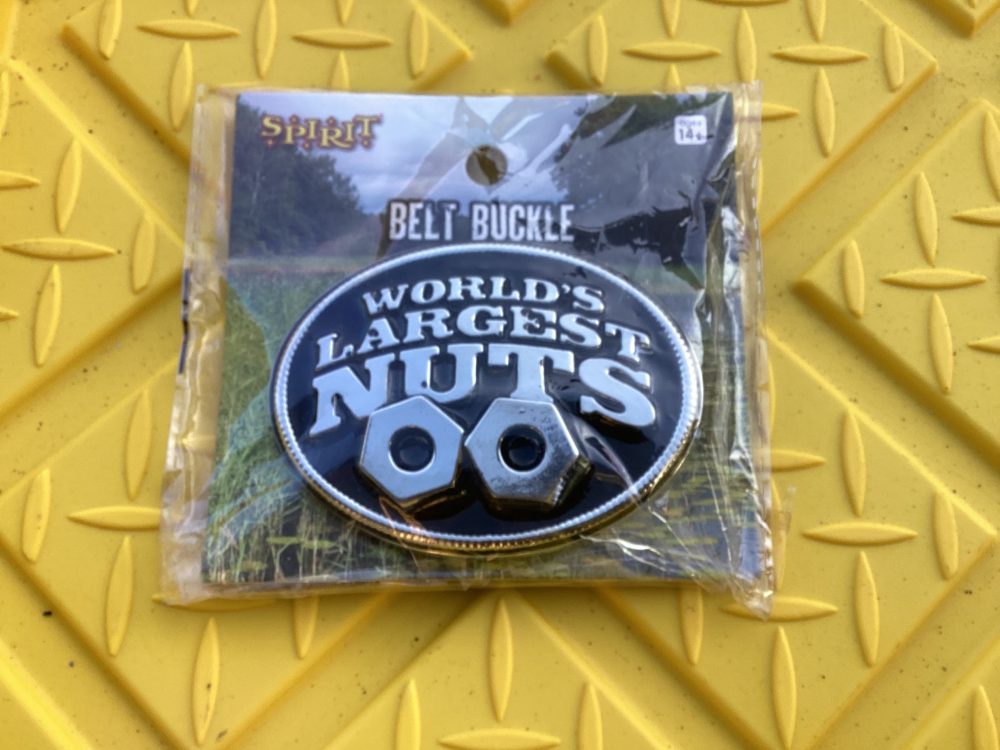 SPIRIT
14+
BELT BUCKLE
WORLD'S
LARGEST
NUTS